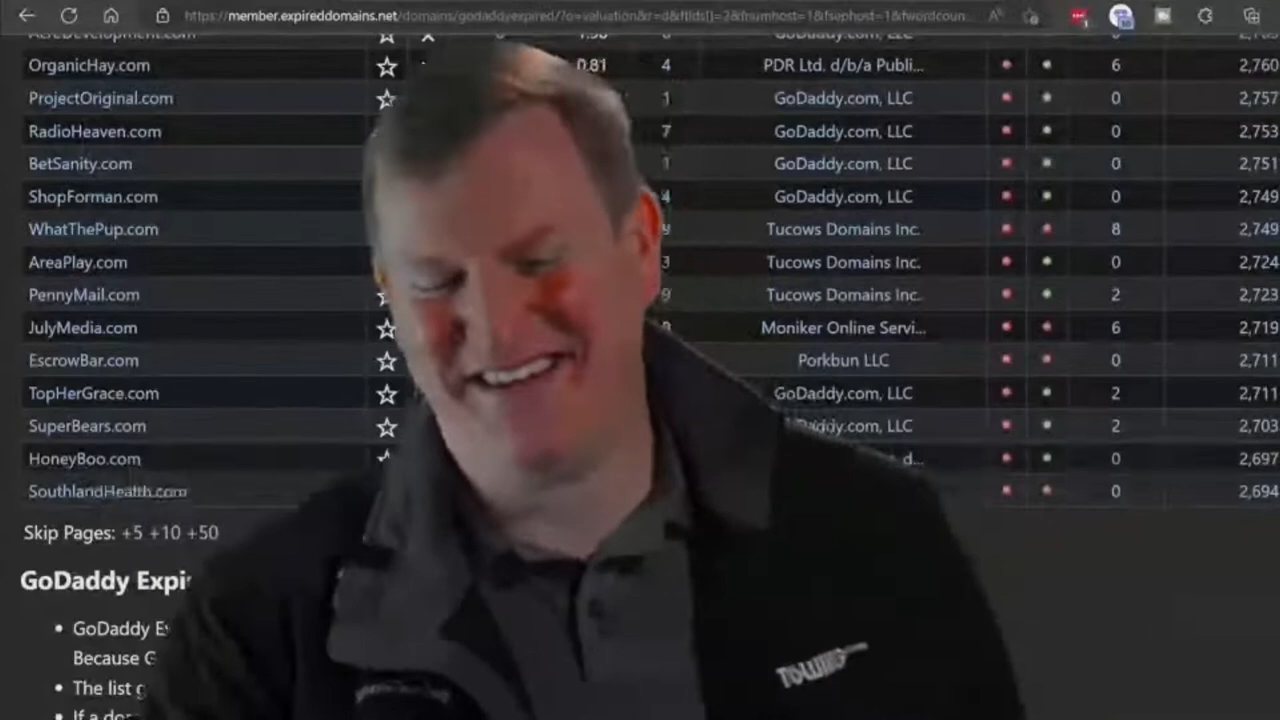 https://member.expireddomains.net/domains/godaddyexpired/?o=valuation&r=d&ftlds[]=2&fnumhost=1&fsephost=1&fwordcoun...
OrganicHay.com 0.81 4 PDR Ltd. d/b/a Publi... 6 2,760
ProjectOriginal.com 1 GoDaddy.com, LLC 0 2,757
RadioHeaven.com 7 GoDaddy.com, LLC 0 2,753
BetSanity.com 1 GoDaddy.com, LLC 0 2,751
ShopForman.com 4 GoDaddy.com, LLC 0 2,749
WhatThePup.com 9 Tucows Domains Inc. 8 2,749
AreaPlay.com 3 Tucows Domains Inc. 0 2,724
PennyMail.com 9 Tucows Domains Inc. 2 2,723
JulyMedia.com Moniker Online Servi... 6 2,719
EscrowBar.com Porkbun LLC 0 2,711
TopHerGrace.com GoDaddy.com, LLC 2 2,711
SuperBears.com LLC 2 2,703
HoneyBoo.com d... 0 2,697
SouthlandHealth.com 0 2,694
Skip Pages: +5 +10 +50
GoDaddy Expi
• GoDaddy
Because G
• The list g
• If a